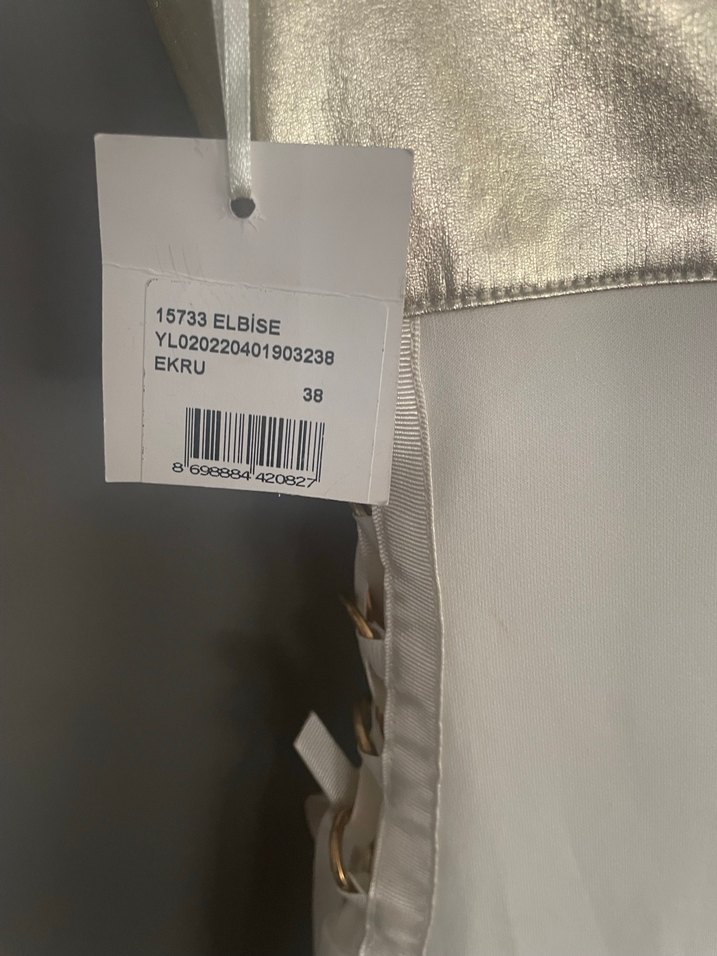 15733 ELBİSE
YL020220401903238
EKRU
38
8 698884 420827